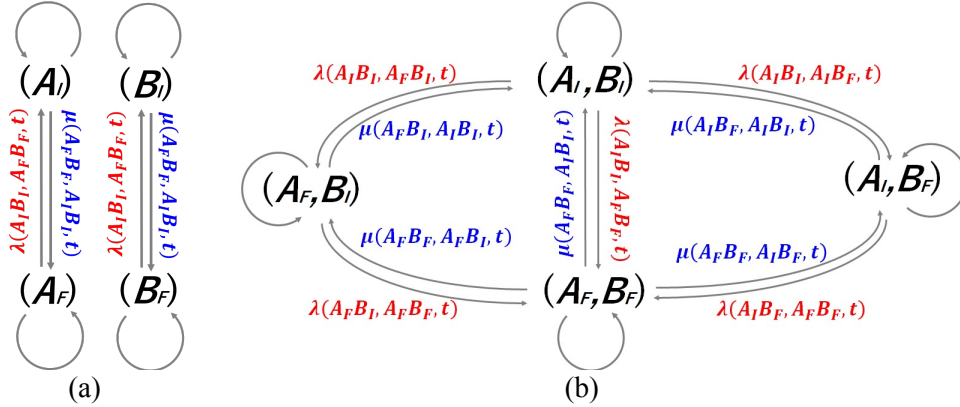 (A_I) (B_I)
λ(A_I B_I, A_F B_F, t) μ(A_F B_F, A_I B_I, t) λ(A_I B_I, A_F B_F, t) μ(A_F B_F, A_I B_I, t)
(A_F) (B_F)
(a)
(A_I, B_I)
λ(A_I B_I, A_F B_I, t)
λ(A_I B_I, A_I B_F, t)
μ(A_F B_I, A_I B_I, t)
μ(A_I B_F, A_I B_I, t)
(A_F, B_I)
μ(A_F B_F, A_I B_I, t)
λ(A_I B_I, A_F B_F, t)
(A_I, B_F)
μ(A_F B_F, A_F B_I, t)
μ(A_F B_F, A_I B_F, t)
(A_F, B_F)
λ(A_F B_I, A_F B_F, t)
λ(A_I B_F, A_F B_F, t)
(b)